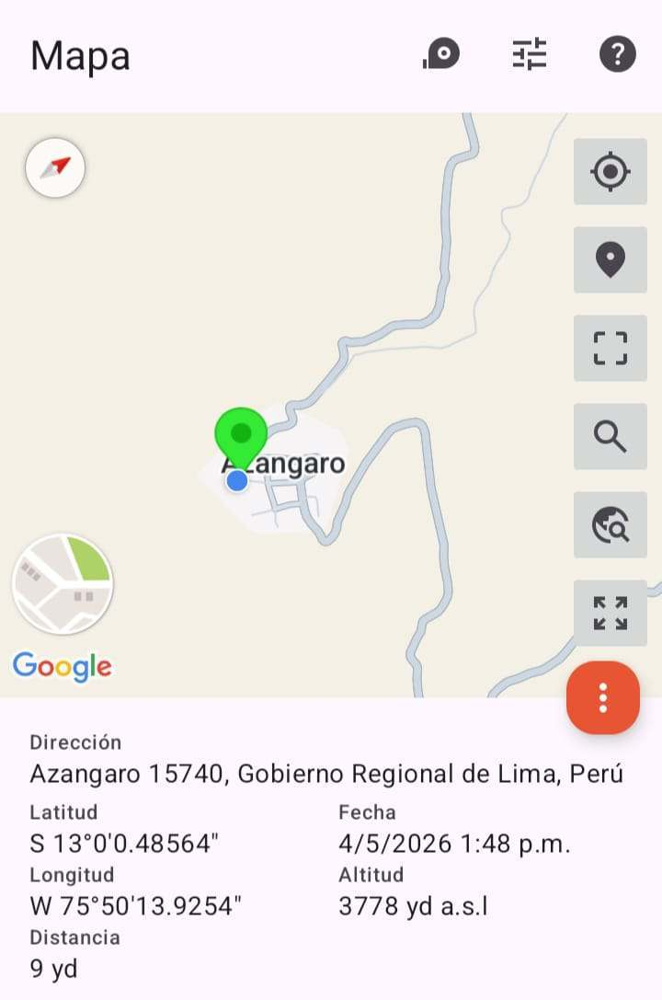 Mapa
Azangaro
Google
Dirección
Azangaro 15740, Gobierno Regional de Lima, Perú
Latitud
S 13°0'0.48564"
Fecha
4/5/2026 1:48 p.m.
Longitud
W 75°50'13.9254"
Altitud
3778 yd a.s.l
Distancia
9 yd